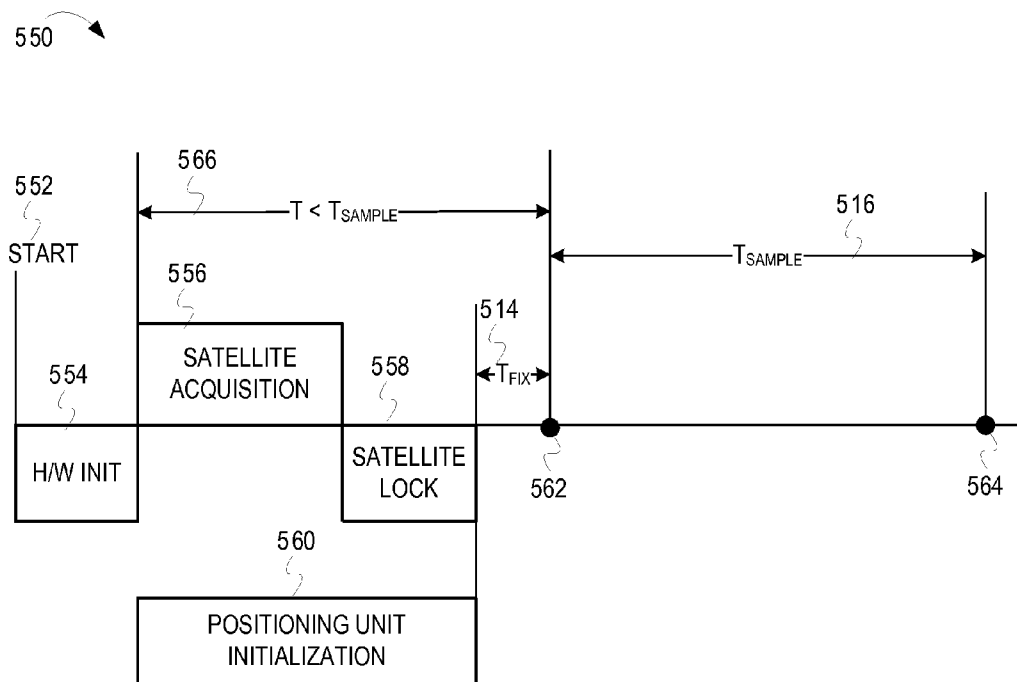 550
566
552
T < TSAMPLE
516
START
TSAMPLE
556
514
SATELLITE
ACQUISITION
558
TFIX
554
H/W INIT
SATELLITE
LOCK
562
564
560
POSITIONING UNIT
INITIALIZATION